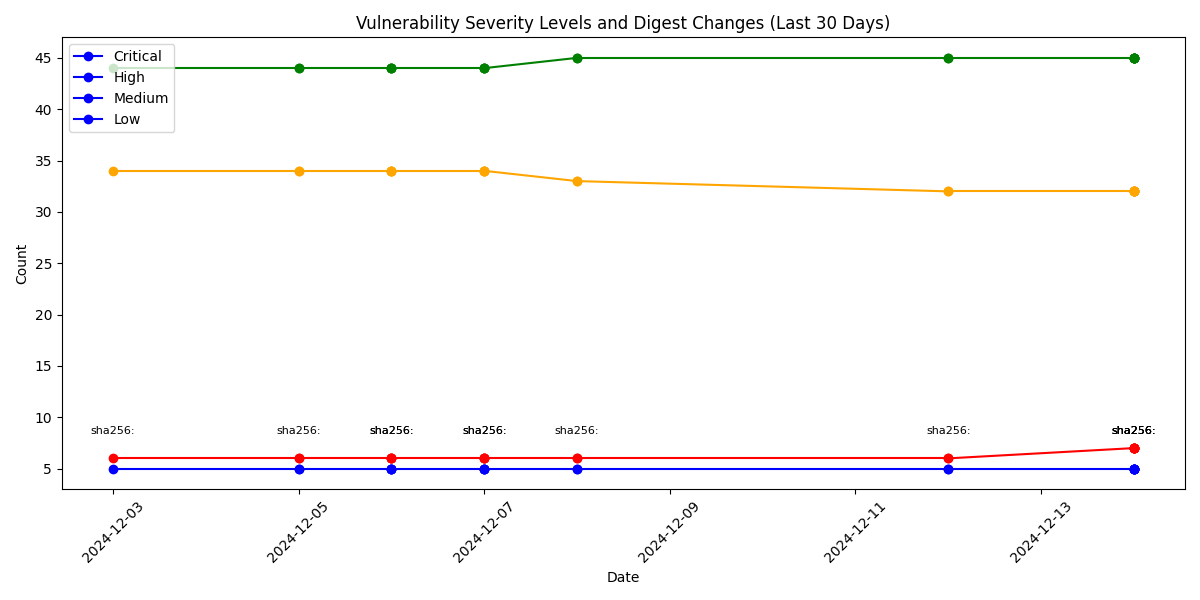 Vulnerability Severity Levels and Digest Changes (Last 30 Days)
Critical
High
Medium
Low
45
40
35
30
25
20
15
10
5
Count
sha256: sha256: sha256: sha256: sha256: sha256: sha256:
2024-12-03 2024-12-05 2024-12-07 2024-12-09 2024-12-11 2024-12-13
Date